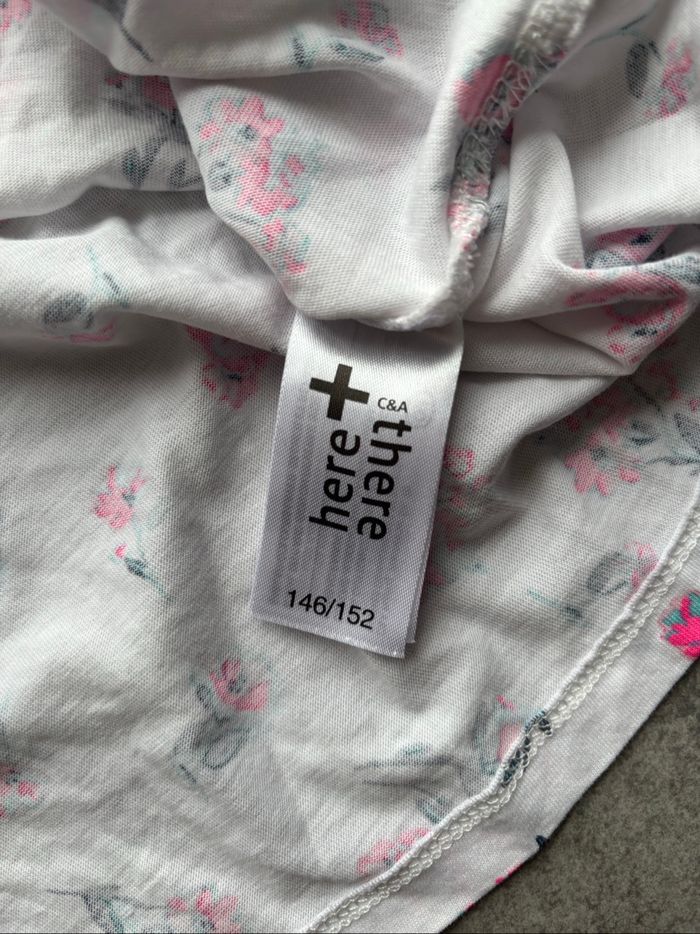 C&A
here
+
there
146/152